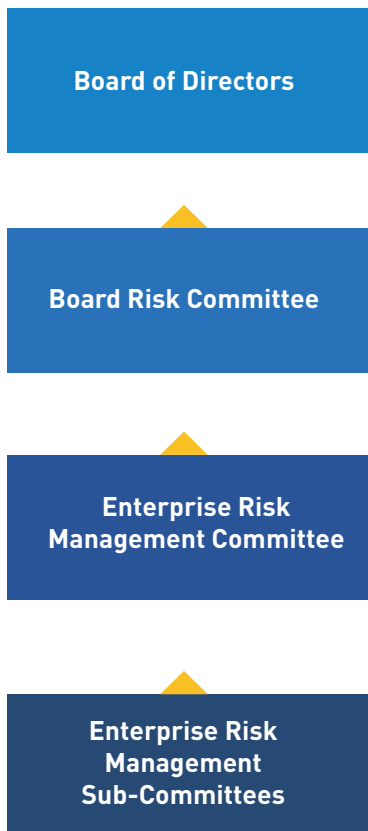 Board of Directors
Board Risk Committee
Enterprise Risk
Management Committee
Enterprise Risk
Management
Sub-Committees